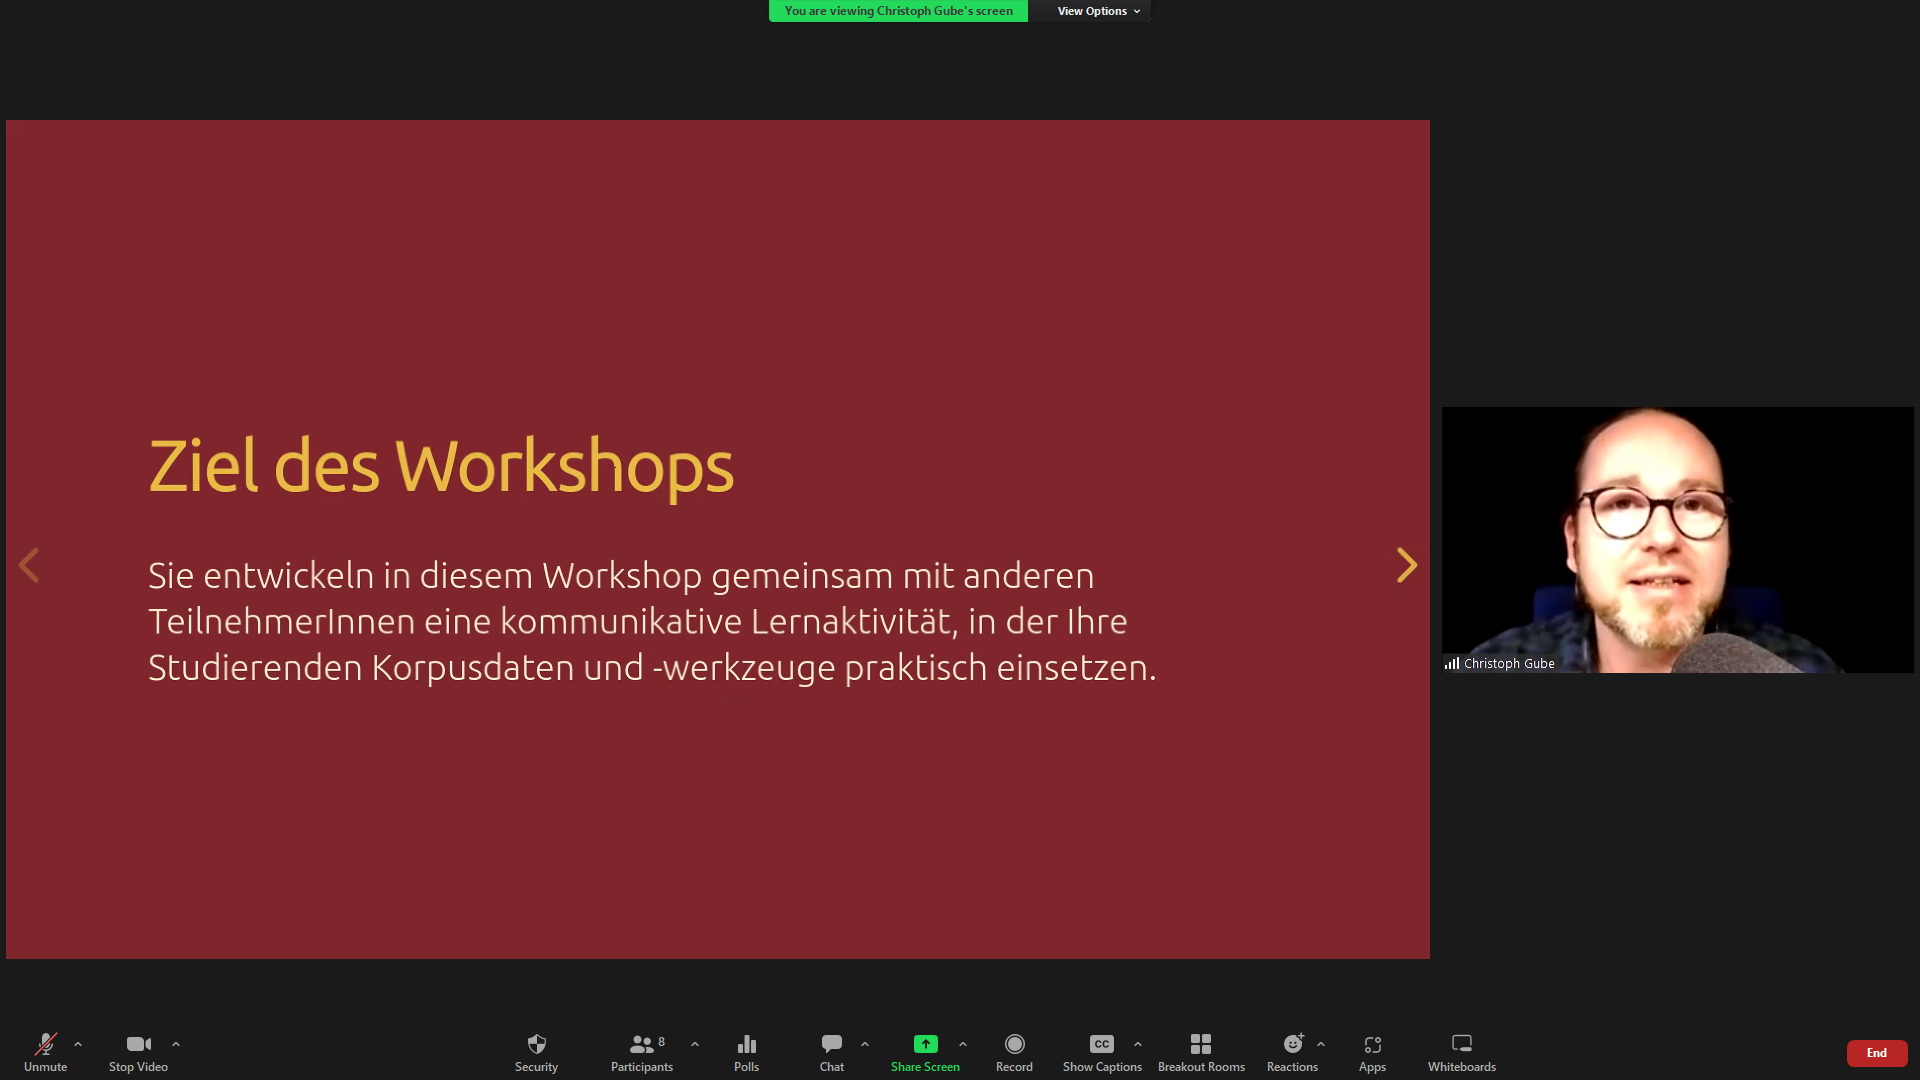 You are viewing Christoph Gube's screen
View Options
Ziel des Workshops
Sie entwickeln in diesem Workshop gemeinsam mit anderen
TeilnehmerInnen eine kommunikative Lernaktivität, in der Ihre
Studierenden Korpusdaten und -werkzeuge praktisch einsetzen.
Christoph Gube
8
CC
Unmute
Stop Video
Security
Participants
Polls
Chat
Share Screen
Record
Show Captions
Breakout Rooms
Reactions
Apps
Whiteboards
End